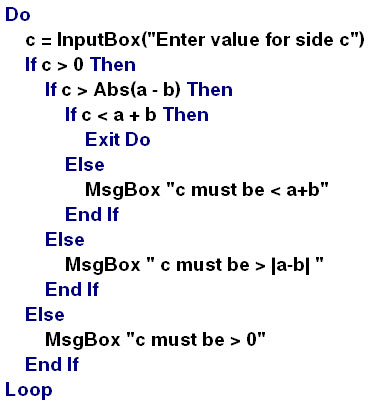 Do
c = InputBox("Enter value for side c")
If c > 0 Then
If c > Abs(a - b) Then
If c < a + b Then
Exit Do
Else
MsgBox "c must be < a+b"
End If
Else
MsgBox " c must be > |a-b| "
End If
Else
MsgBox "c must be > 0"
End If
Loop